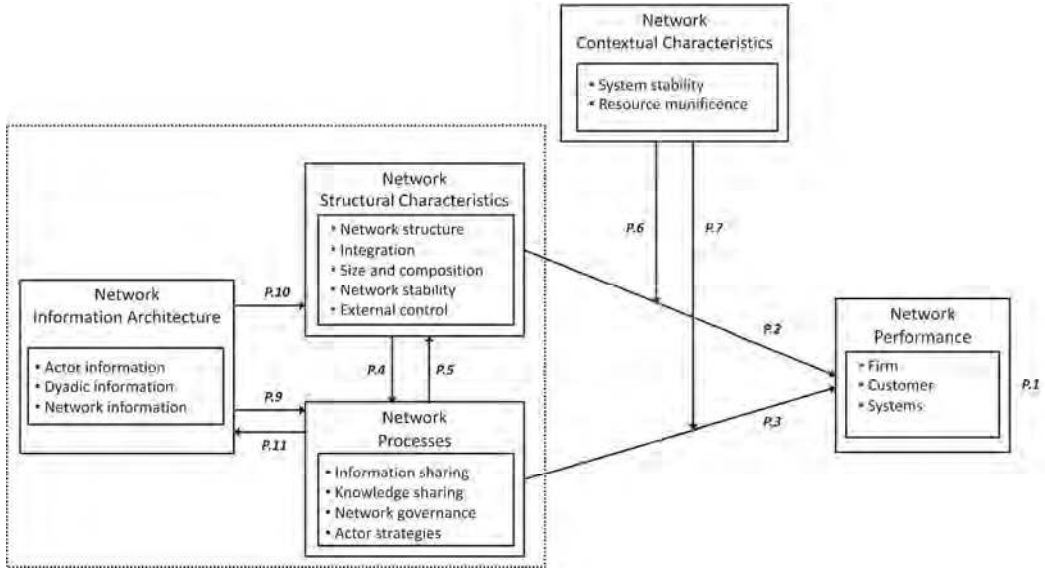 Network
Contextual Characteristics
• System stability
• Resource munificence
Network
Structural Characteristics
• Network structure
• Integration
• Size and composition
• Network stability
• External control
P.6
P.7
Network
Information Architecture
• Actor information
• Dyadic information
• Network information
P.10
P.4
P.5
P.9
P.11
Network
Processes
• Information sharing
• Knowledge sharing
• Network governance
• Actor strategies
P.2
P.3
Network
Performance
• Firm
• Customer
• Systems
P.1